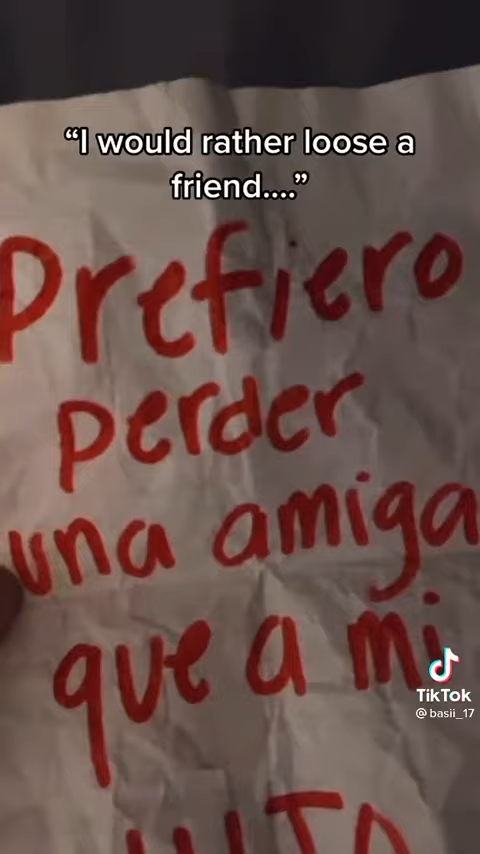 “I would rather loose a
friend....”
Prefiero
perder
una amiga
que a mi
TikTok
@basii_17